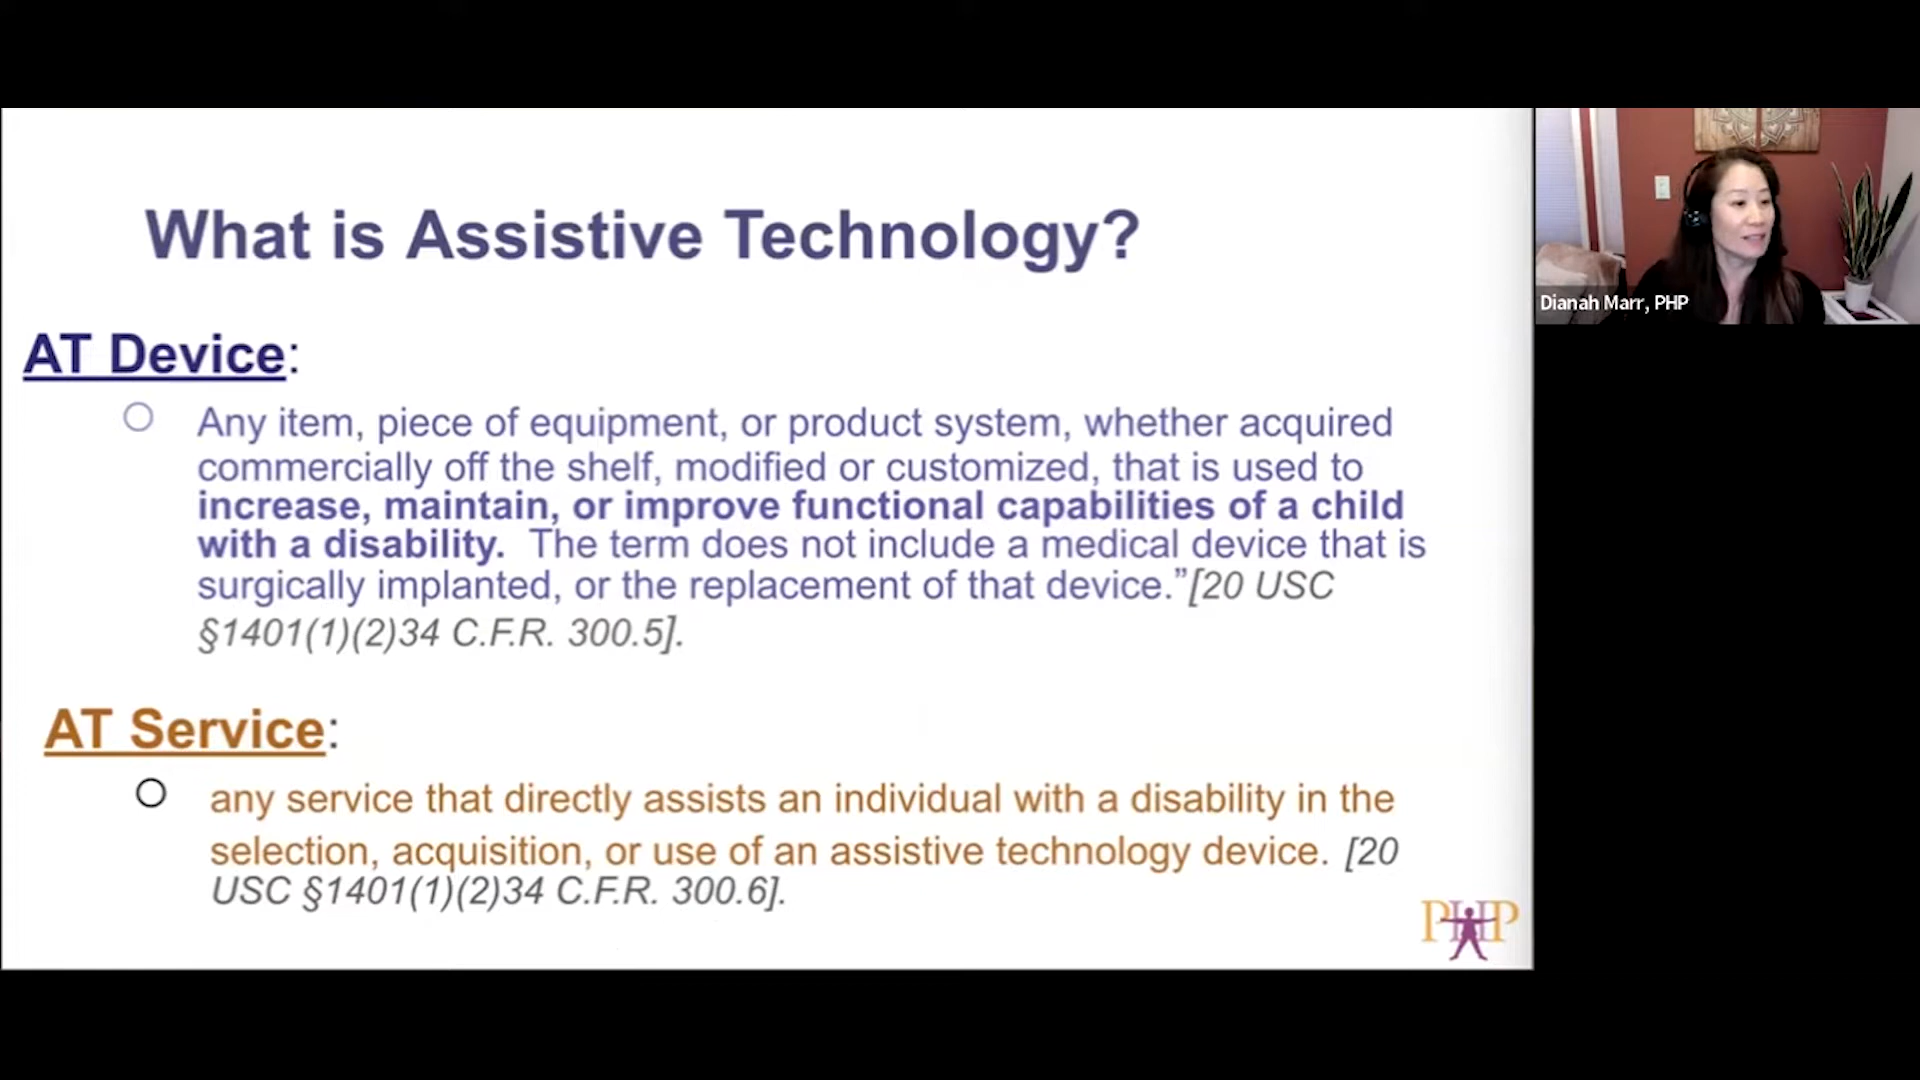 What is Assistive Technology?
AT Device:
Any item, piece of equipment, or product system, whether acquired
commercially off the shelf, modified or customized, that is used to
increase, maintain, or improve functional capabilities of a child
with a disability. The term does not include a medical device that is
surgically implanted, or the replacement of that device.”[20 USC
§1401(1)(2)34 C.F.R. 300.5].
AT Service:
any service that directly assists an individual with a disability in the
selection, acquisition, or use of an assistive technology device. [20
USC §1401(1)(2)34 C.F.R. 300.6].
PHP
Dianah Marr, PHP